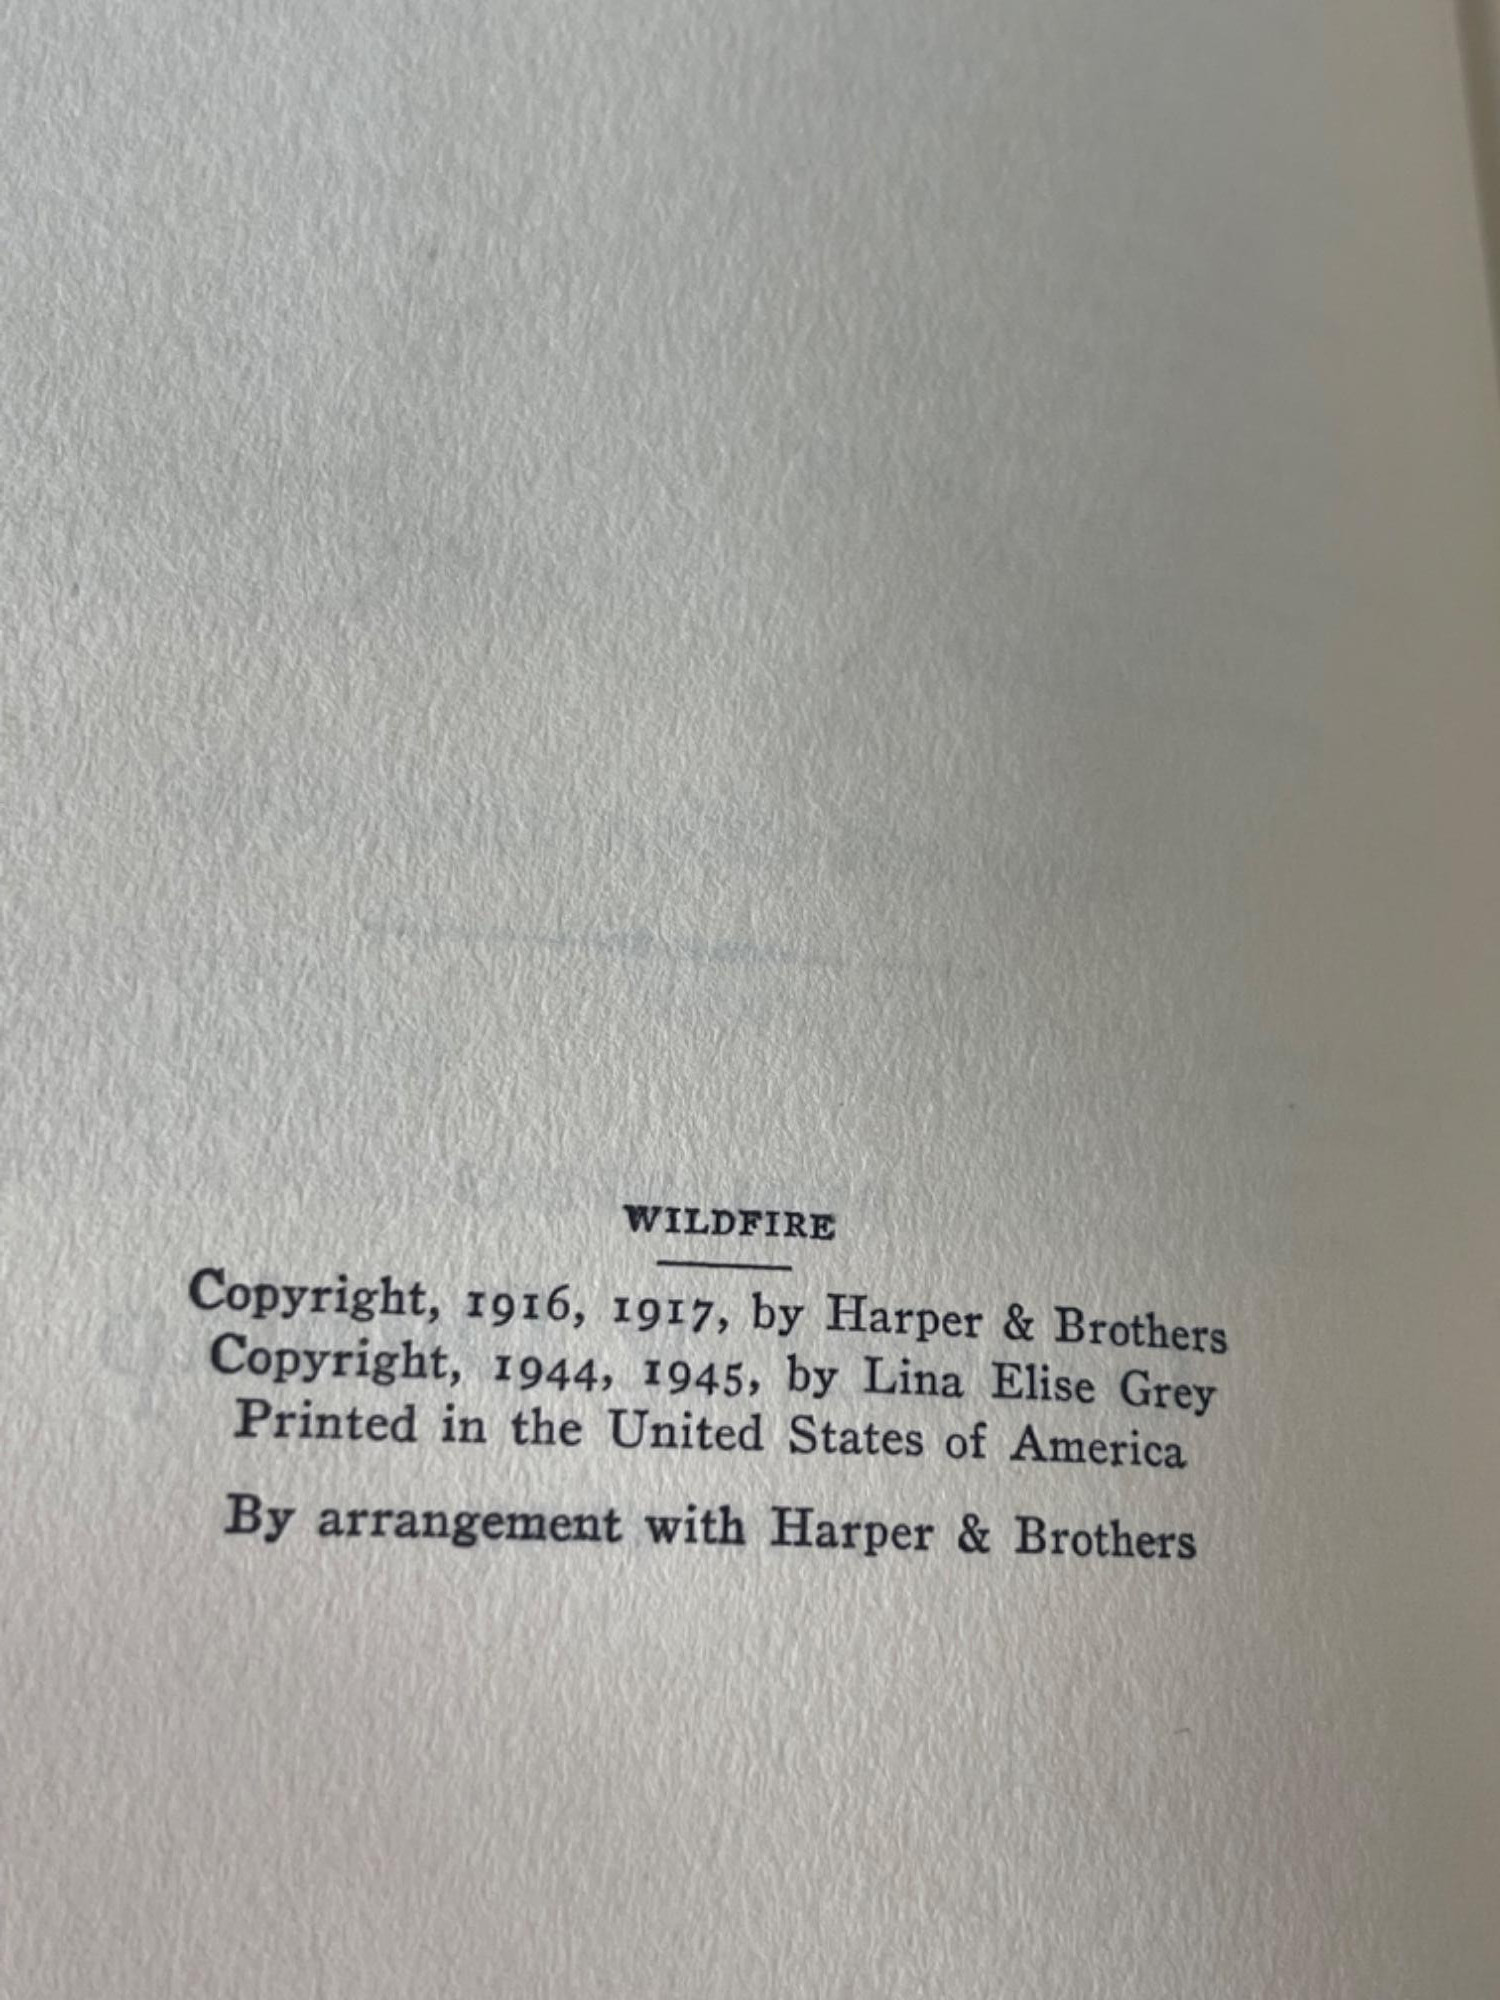 WILDFIRE
Copyright, 1916, 1917, by Harper & Brothers
Copyright, 1944, 1945, by Lina Elise Grey
Printed in the United States of America
By arrangement with Harper & Brothers